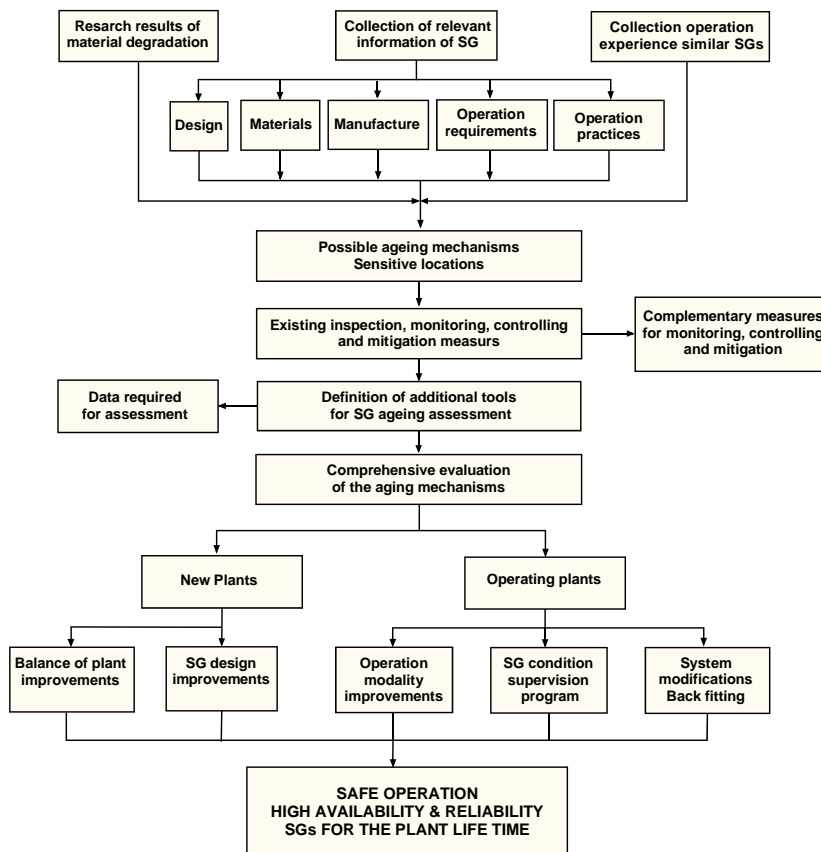 Resarch results of
material degradation
Collection of relevant
information of SG
Collection operation
experience similar SGs
Design
Materials
Manufacture
Operation
requirements
Operation
practices
Possible ageing mechanisms
Sensitive locations
Existing inspection, monitoring, controlling
and mitigation measurs
Complementary measures
for monitoring, controlling
and mitigation
Data required
for assessment
Definition of additional tools
for SG ageing assessment
Comprehensive evaluation
of the aging mechanisms
New Plants
Operating plants
Balance of plant
improvements
SG design
improvements
Operation
modality
improvements
SG condition
supervision
program
System
modifications
Back fitting
SAFE OPERATION
HIGH AVAILABILITY & RELIABILITY
SGs FOR THE PLANT LIFE TIME